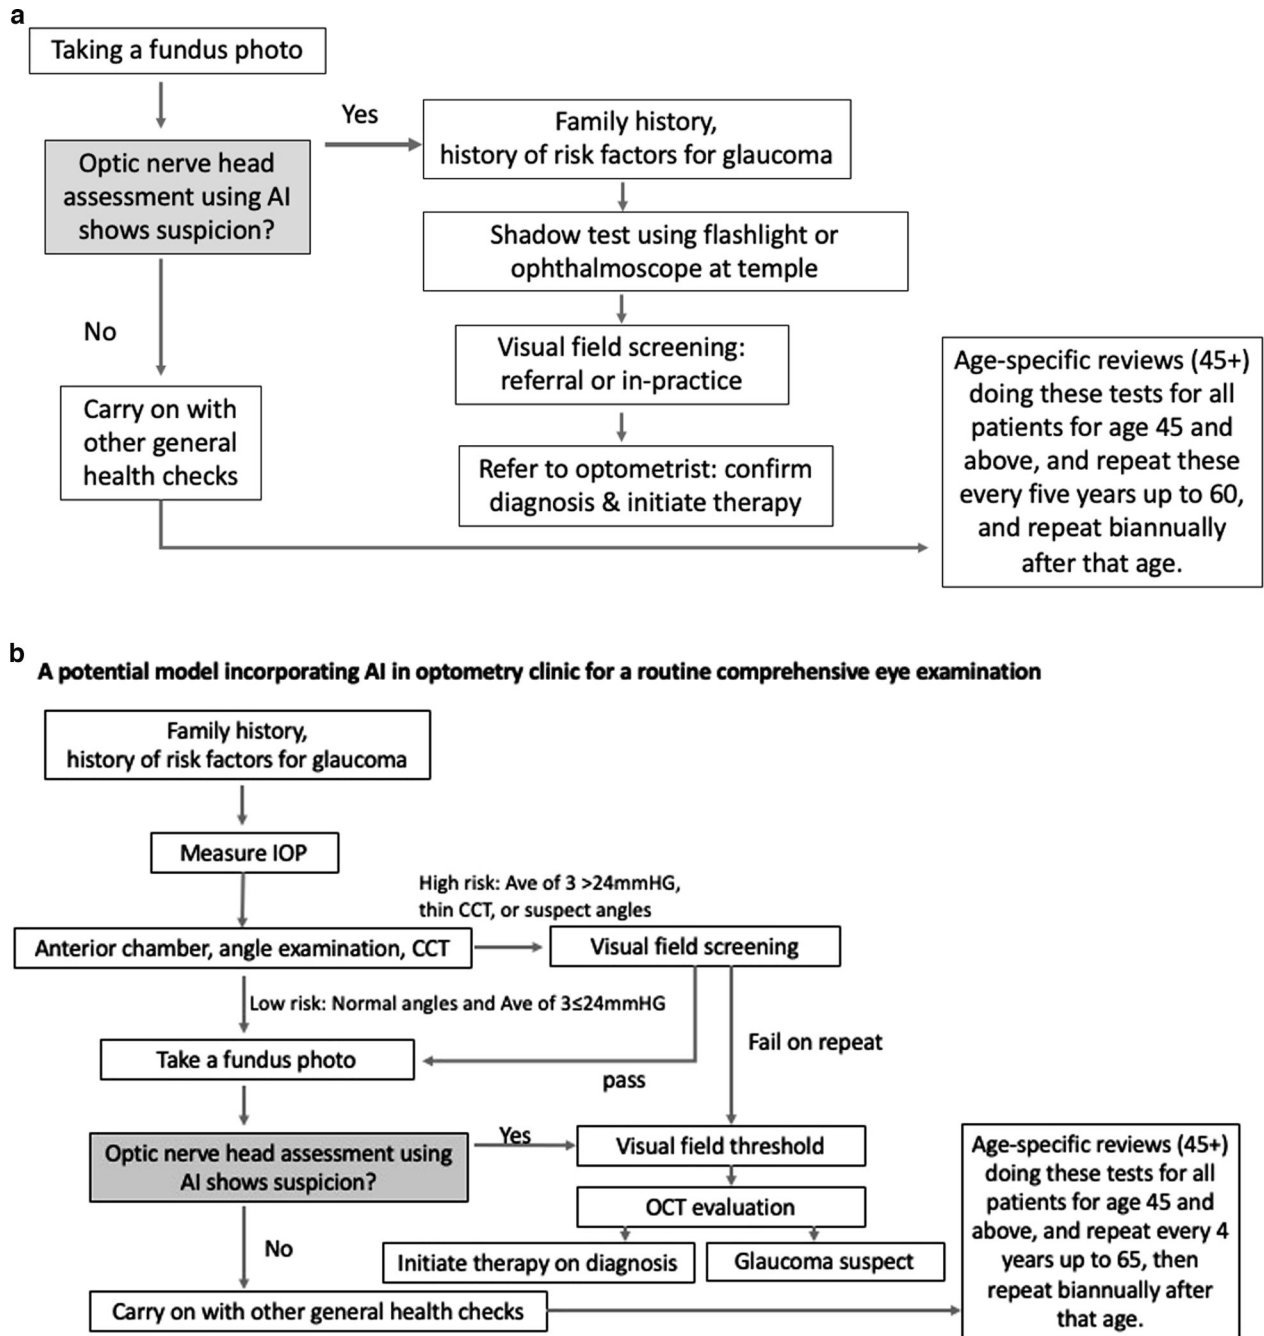 a
Taking a fundus photo
Yes
Optic nerve head
assessment using AI
shows suspicion?
Family history,
history of risk factors for glaucoma
Shadow test using flashlight or
ophthalmoscope at temple
No
Visual field screening:
referral or in-practice
Carry on with
other general
health checks
Refer to optometrist: confirm
diagnosis & initiate therapy
Age-specific reviews (45+)
doing these tests for all
patients for age 45 and
above, and repeat these
every five years up to 60,
and repeat biannually
after that age.
b
A potential model incorporating AI in optometry clinic for a routine comprehensive eye examination
Family history,
history of risk factors for glaucoma
Measure IOP
High risk: Ave of 3 >24mmHG,
thin CCT, or suspect angles
Anterior chamber, angle examination, CCT
Visual field screening
Low risk: Normal angles and Ave of 3≤24mmHG
Take a fundus photo
Fail on repeat
pass
Optic nerve head assessment using
AI shows suspicion?
Yes
Visual field threshold
OCT evaluation
No
Initiate therapy on diagnosis
Glaucoma suspect
Carry on with other general health checks
Age-specific reviews (45+)
doing these tests for all
patients for age 45 and
above, and repeat every 4
years up to 65, then
repeat biannually after
that age.